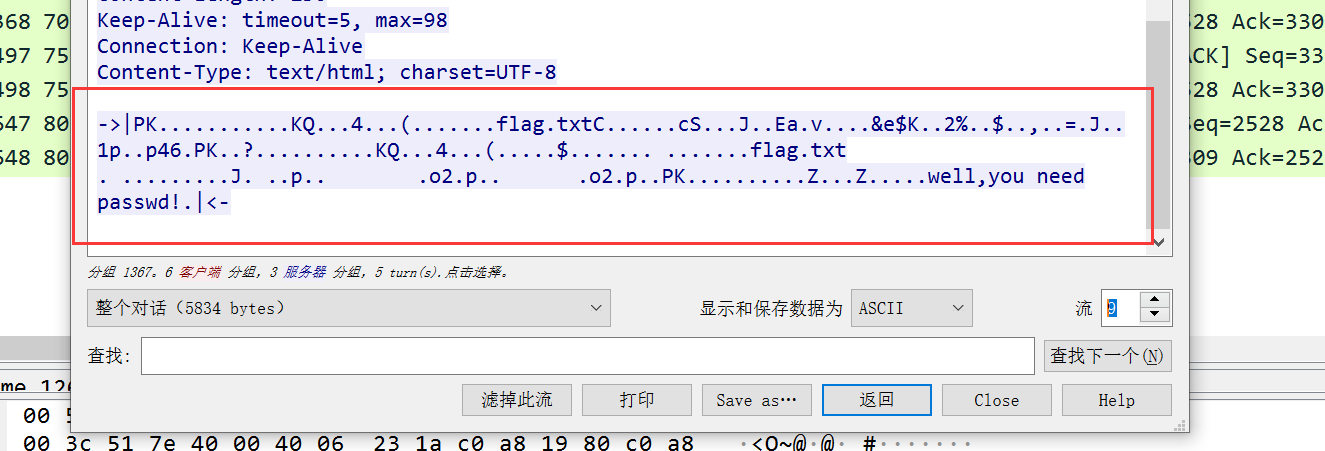 368 70
Keep-Alive: timeout=5, max=98
528 Ack=330
497 75
Connection: Keep-Alive
ACK] Seq=33
498 75
Content-Type: text/html; charset=UTF-8
528 Ack=330
547 80
->|PK...........KQ...4...(.......flag.txtC......cS...J..Ea.v....&e$K..2%..$..,..=.J..
Seq=2528 Ac
548 80
1p..p46.PK..?..........KQ...4...(.....$....... .......flag.txt
309 Ack=252
. .........J. ..p.. .o2.p.. .o2.p..PK..........Z...Z.....well,you need
passwd!.|<-
分组 1367。6 客户端 分组, 3 服务器 分组, 5 turn(s).点击选择。
整个对话（5834 bytes）
显示和保存数据为 ASCII
流 9
查找:
查找下一个(N)
滤掉此流 打印 Save as… 返回 Close Help
00 3c 51 7e 40 00 40 06 23 1a c0 a8 19 80 c0 a8 ·<Q~@·@· #·······